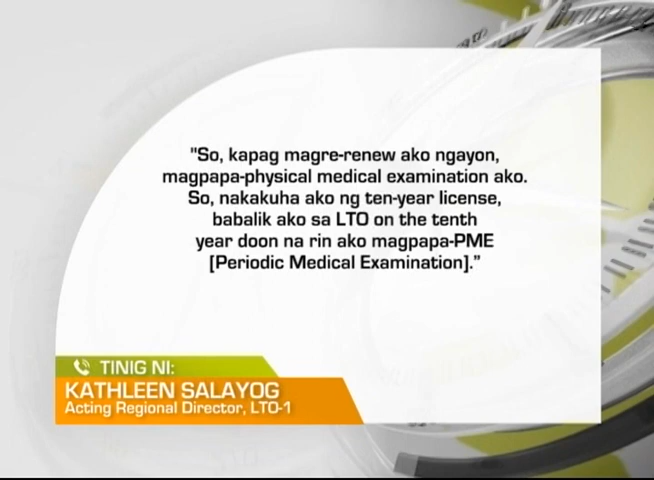 "So, kapag magre-renew ako ngayon,
magpapa-physical medical examination ako.
So, nakakuha ako ng ten-year license,
babalik ako sa LTO on the tenth
year doon na rin ako magpapa-PME
[Periodic Medical Examination]."
TINIG NI:
KATHLEEN SALAYOG
Acting Regional Director, LTO-1